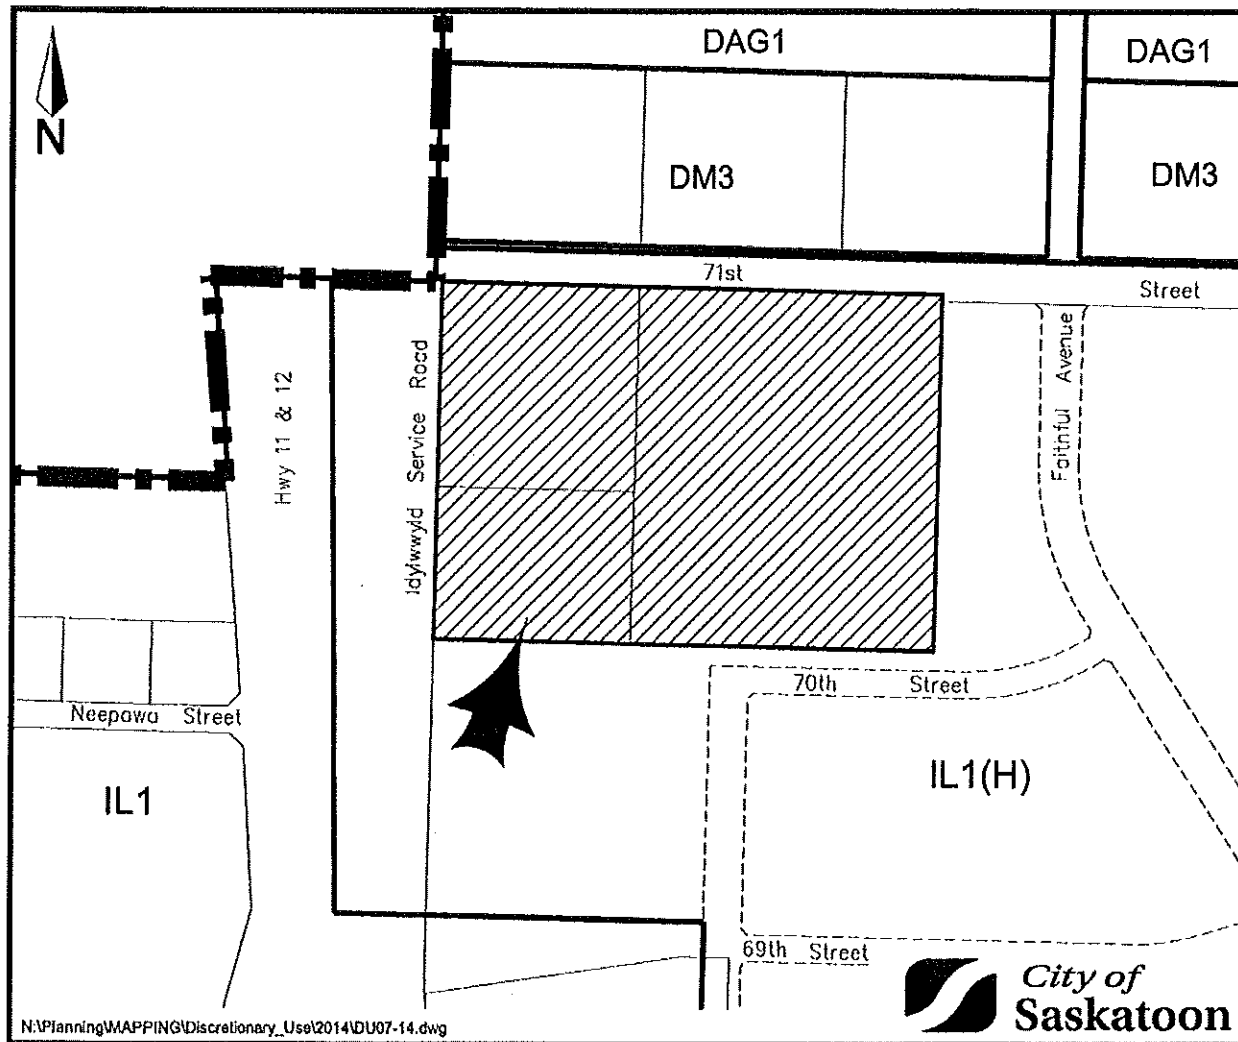 DAG1
DAG1
N
DM3
DM3
71st Street
Hwy 11 & 12
Idylwwyld Service Road
Faithful Avenue
70th Street
Neepawa Street
IL1
IL1(H)
69th Street
City of
Saskatoon
N:\Planning\MAPPING\Discretionary_Use\2014\DU07-14.dwg